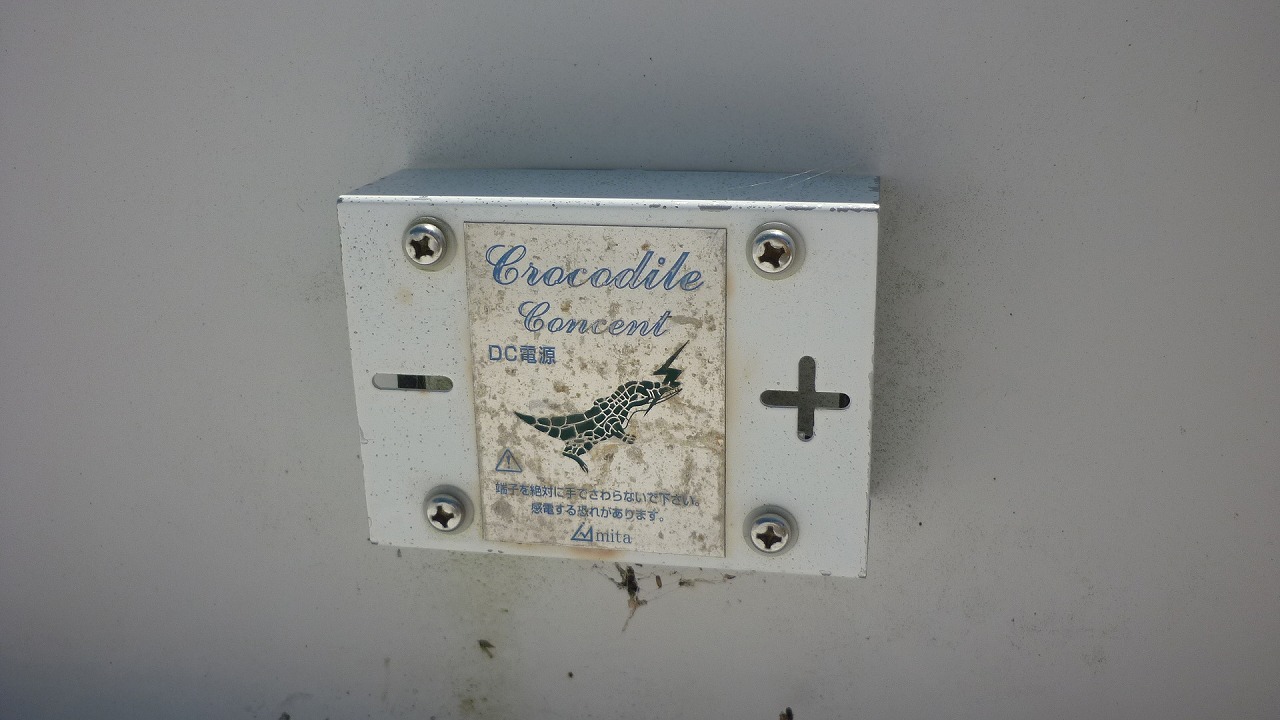 Crocodile
Concent
DC電源
端子を絶対に手でさわらないで下さい。
感電する恐れがあります。
mita